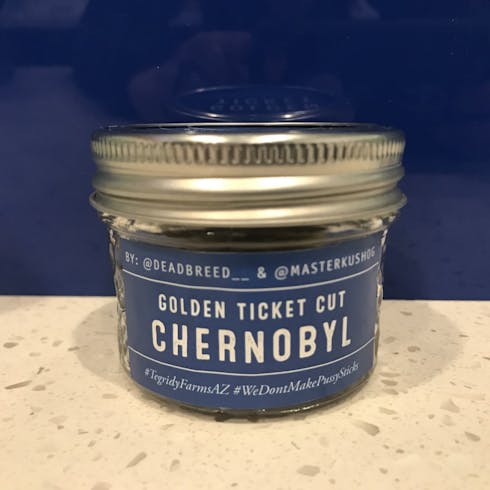 BY: @DEADBREED__ & @MASTERKUSHOG
GOLDEN TICKET CUT
CHERNOBYL
#TegridyFarmsAZ #WeDontMakePussySticks